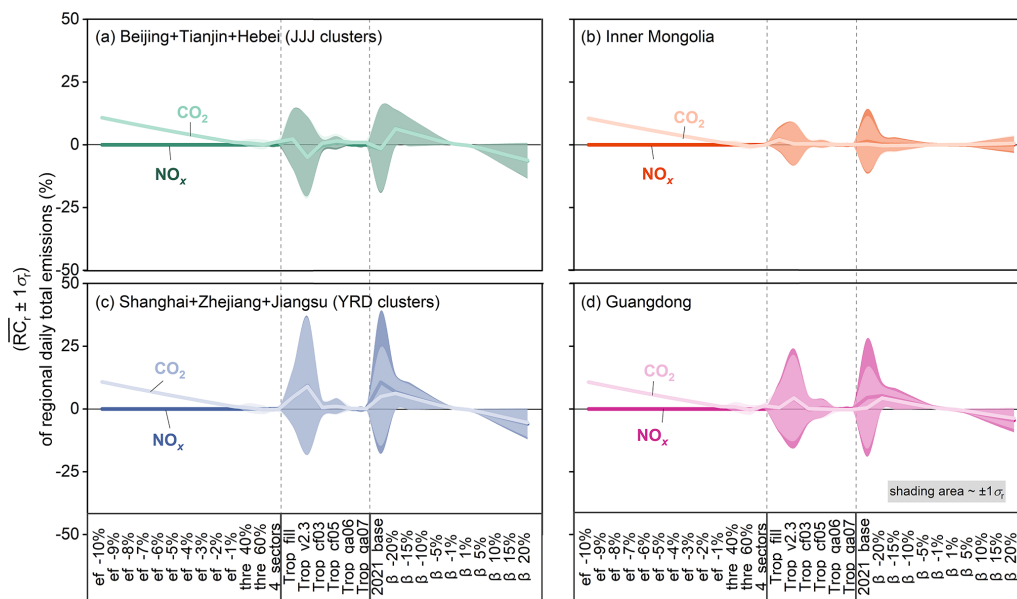 50
25
0
-25
-50
(a) Beijing+Tianjin+Hebei (JJJ clusters)
CO₂
NOₓ
(b) Inner Mongolia
CO₂
NOₓ
(R̅C̅ᵣ ± 1σᵣ)
of regional daily total emissions (%)
50
25
0
-25
-50
(c) Shanghai+Zhejiang+Jiangsu (YRD clusters)
CO₂
NOₓ
(d) Guangdong
CO₂
NOₓ
shading area ~ ±1σᵣ
ef -10%
ef -9%
ef -8%
ef -7%
ef -6%
ef -5%
ef -4%
ef -3%
ef -2%
ef -1%
thre 40%
thre 60%
4 sectors
Trop fill
Trop v2.3
Trop cf03
Trop cf05
Trop qa06
Trop qa07
2021 base
β -20%
β -15%
β -10%
β -5%
β -1%
β 1%
β 5%
β 10%
β 15%
β 20%
ef -10%
ef -9%
ef -8%
ef -7%
ef -6%
ef -5%
ef -4%
ef -3%
ef -2%
ef -1%
thre 40%
thre 60%
4 sectors
Trop fill
Trop v2.3
Trop cf03
Trop cf05
Trop qa06
Trop qa07
2021 base
β -20%
β -15%
β -10%
β -5%
β -1%
β 1%
β 5%
β 10%
β 15%
β 20%